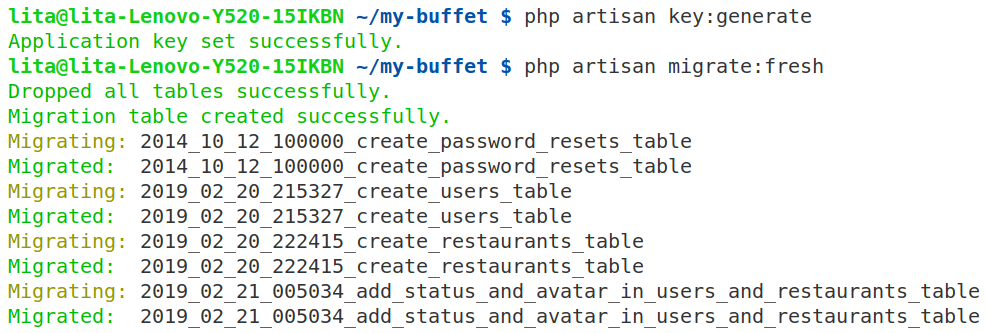 lita@lita-Lenovo-Y520-15IKBN ~/my-buffet $ php artisan key:generate
Application key set successfully.
lita@lita-Lenovo-Y520-15IKBN ~/my-buffet $ php artisan migrate:fresh
Dropped all tables successfully.
Migration table created successfully.
Migrating: 2014_10_12_100000_create_password_resets_table
Migrated:  2014_10_12_100000_create_password_resets_table
Migrating: 2019_02_20_215327_create_users_table
Migrated:  2019_02_20_215327_create_users_table
Migrating: 2019_02_20_222415_create_restaurants_table
Migrated:  2019_02_20_222415_create_restaurants_table
Migrating: 2019_02_21_005034_add_status_and_avatar_in_users_and_restaurants_table
Migrated:  2019_02_21_005034_add_status_and_avatar_in_users_and_restaurants_table